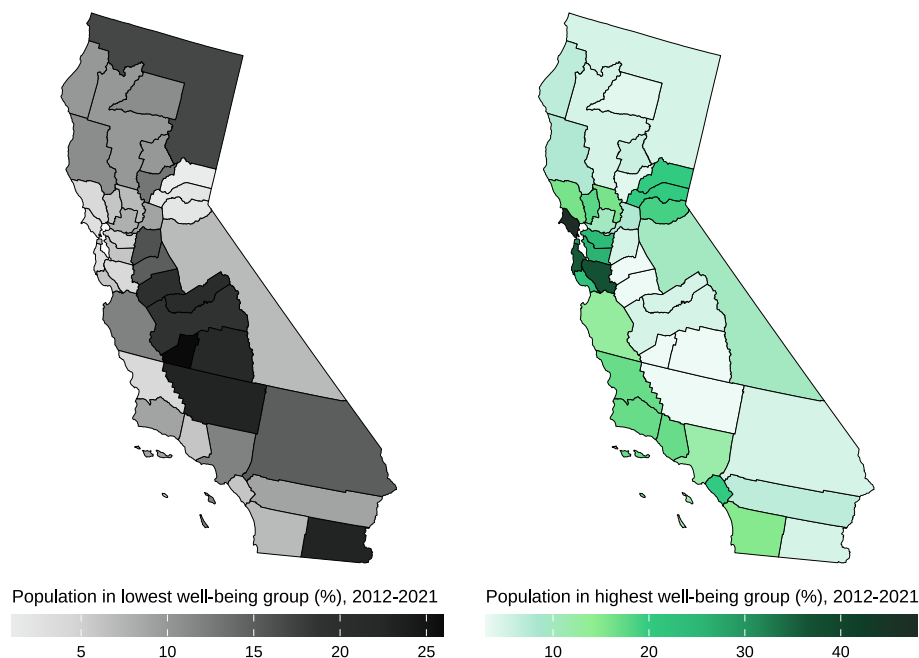 Population in lowest well-being group (%), 2012-2021
5 10 15 20 25
Population in highest well-being group (%), 2012-2021
10 20 30 40